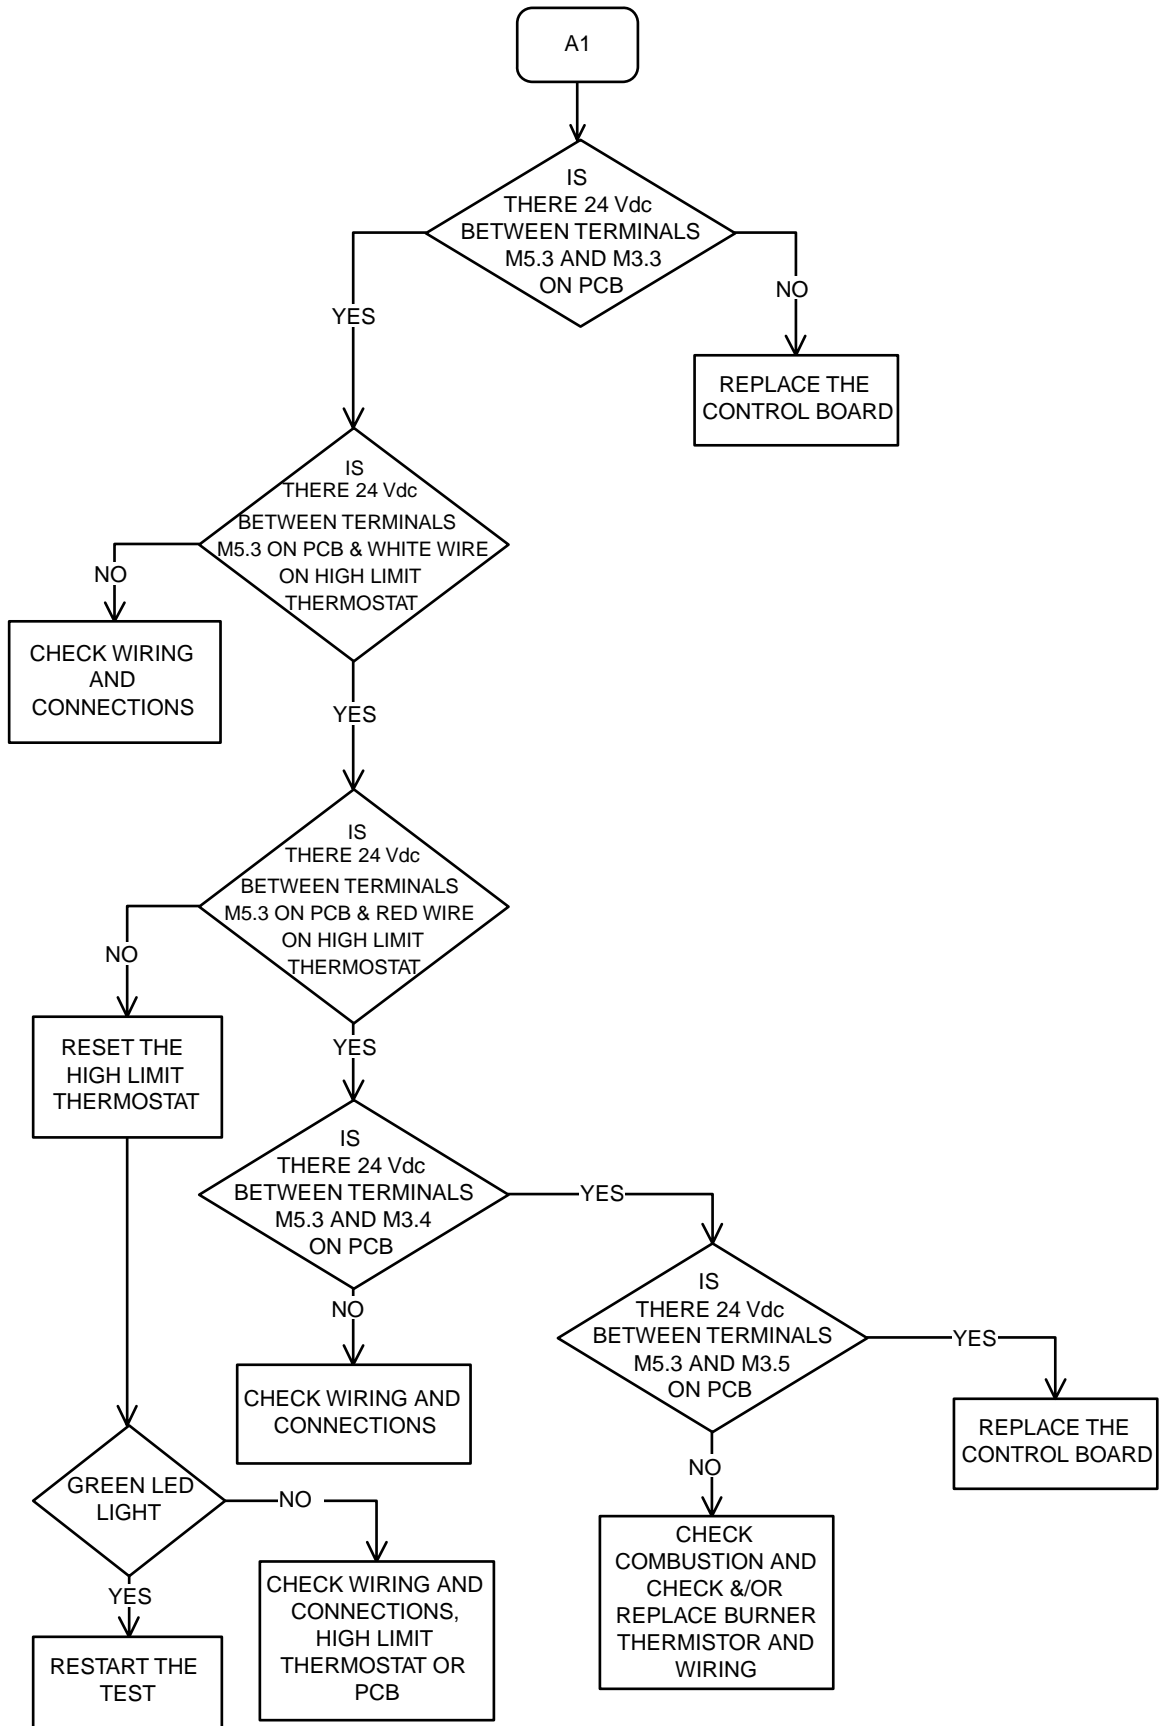 A1
IS
THERE 24 Vdc
BETWEEN TERMINALS
M5.3 AND M3.3
ON PCB
YES
NO
REPLACE THE
CONTROL BOARD
IS
THERE 24 Vdc
BETWEEN TERMINALS
M5.3 ON PCB & WHITE WIRE
ON HIGH LIMIT
THERMOSTAT
NO
CHECK WIRING
AND
CONNECTIONS
YES
IS
THERE 24 Vdc
BETWEEN TERMINALS
M5.3 ON PCB & RED WIRE
ON HIGH LIMIT
THERMOSTAT
NO
RESET THE
HIGH LIMIT
THERMOSTAT
YES
IS
THERE 24 Vdc
BETWEEN TERMINALS
M5.3 AND M3.4
ON PCB
YES
NO
CHECK WIRING AND
CONNECTIONS
IS
THERE 24 Vdc
BETWEEN TERMINALS
M5.3 AND M3.5
ON PCB
YES
REPLACE THE
CONTROL BOARD
NO
CHECK
COMBUSTION AND
CHECK &/OR
REPLACE BURNER
THERMISTOR AND
WIRING
GREEN LED
LIGHT
NO
CHECK WIRING AND
CONNECTIONS,
HIGH LIMIT
THERMOSTAT OR
PCB
YES
RESTART THE
TEST